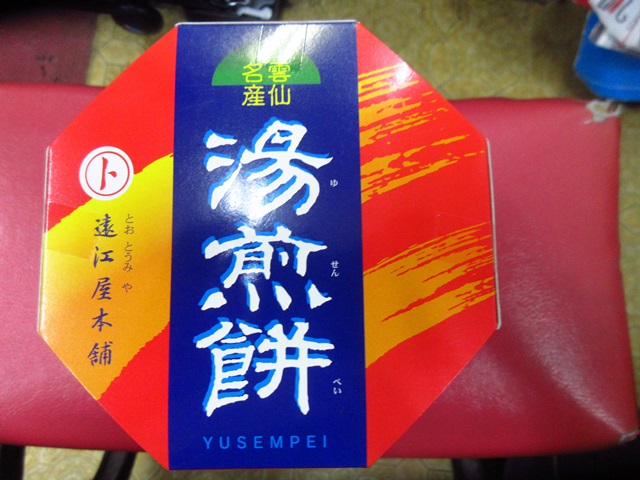 雲仙
名産
湯煎餅
ゆ
せん
べい
YUSEMPEI
ト
遠江屋本舗
とおとうみや